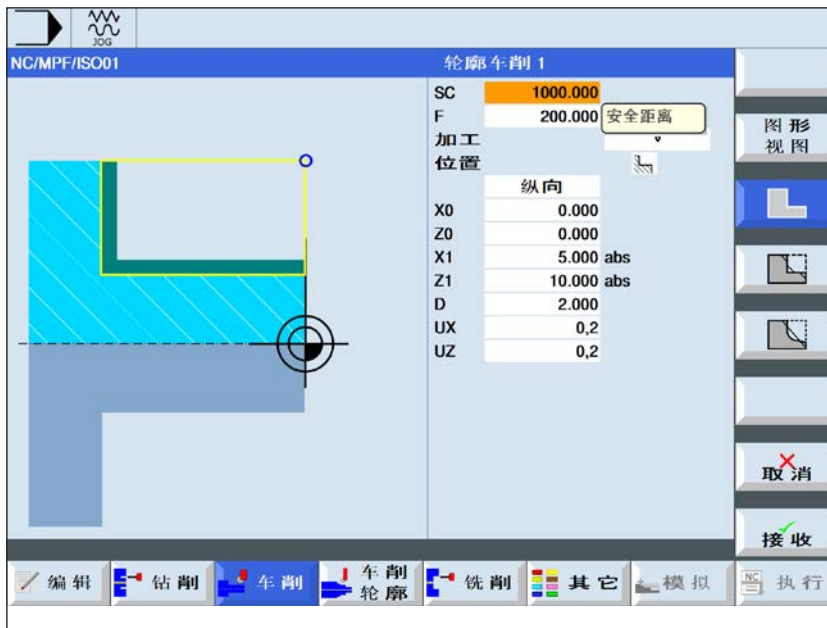 JOG
NC/MPF/ISO01
轮廓车削 1
SC 1000.000
F 200.000
安全距离
加工
位置
纵向
X0 0.000
Z0 0.000
X1 5.000 abs
Z1 10.000 abs
D 2.000
UX 0,2
UZ 0,2
图形
视图
取消
接收
编辑
钻削
车削
车削
轮廓
铣削
其它
模拟
NC
执行